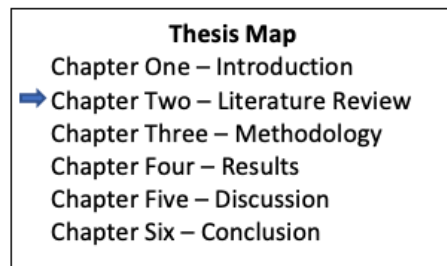 Thesis Map
Chapter One – Introduction
Chapter Two – Literature Review
Chapter Three – Methodology
Chapter Four – Results
Chapter Five – Discussion
Chapter Six – Conclusion